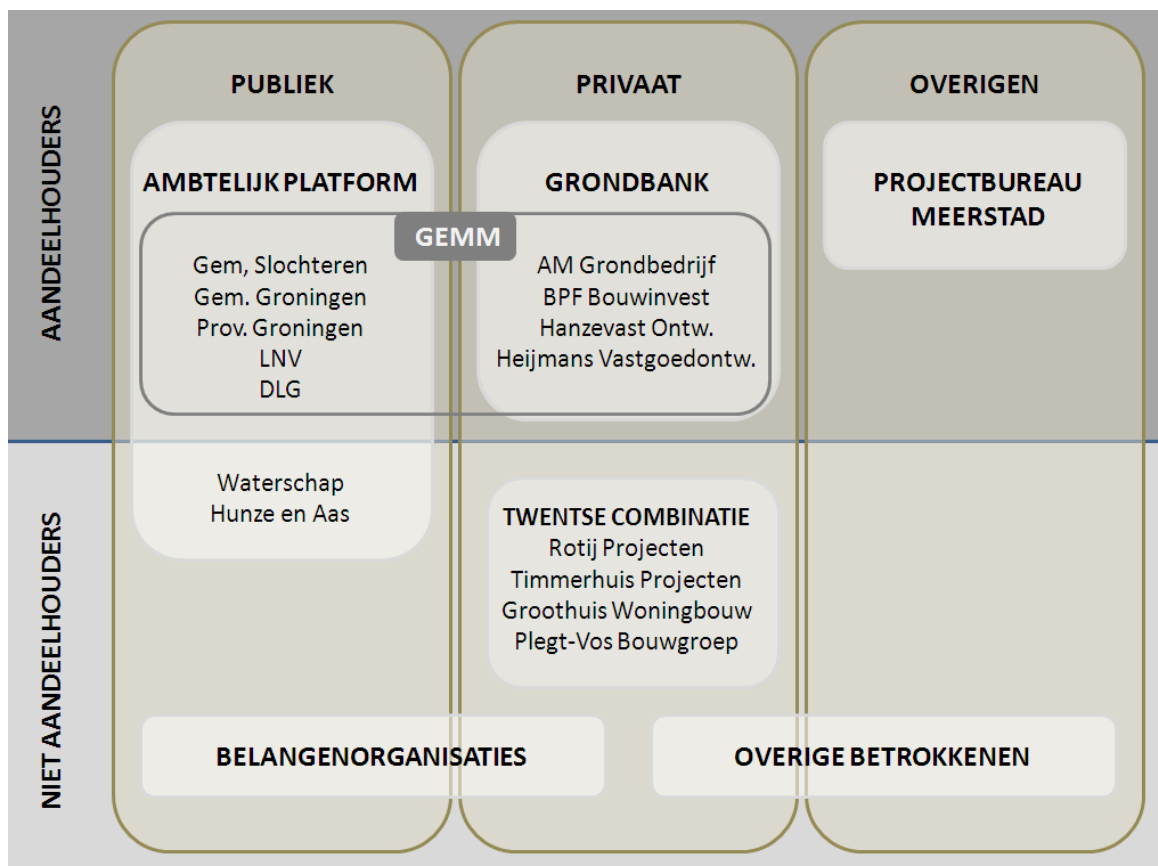 PUBLIEK
PRIVAAT
OVERIGEN
AANDEELHOUDERS
AMBTELIJK PLATFORM
GRONDBANK
PROJECTBUREAU
MEERSTAD
GEMM
Gem, Slochteren
Gem. Groningen
Prov. Groningen
LNV
DLG
AM Grondbedrijf
BPF Bouwinvest
Hanzevast Ontw.
Heijmans Vastgoedontw.
NIET AANDEELHOUDERS
Waterschap
Hunze en Aas
TWENTSE COMBINATIE
Rotij Projecten
Timmerhuis Projecten
Groothuis Woningbouw
Plegt-Vos Bouwgroep
BELANGENORGANISATIES
OVERIGE BETROKKENEN